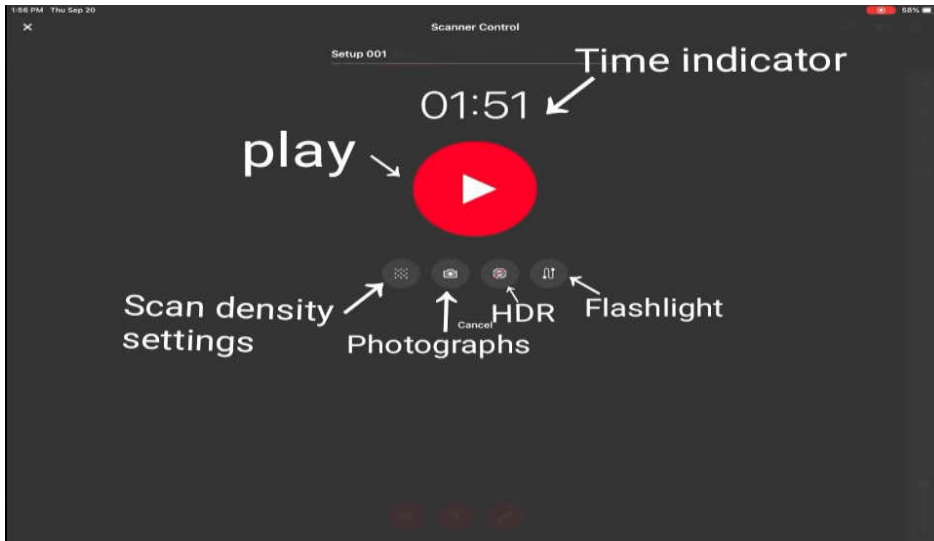 1:56 PM Thu Sep 20
58%
Scanner Control
Setup 001
Time indicator
01:51
play
Scan density
settings
Photographs
Cancel
HDR
Flashlight